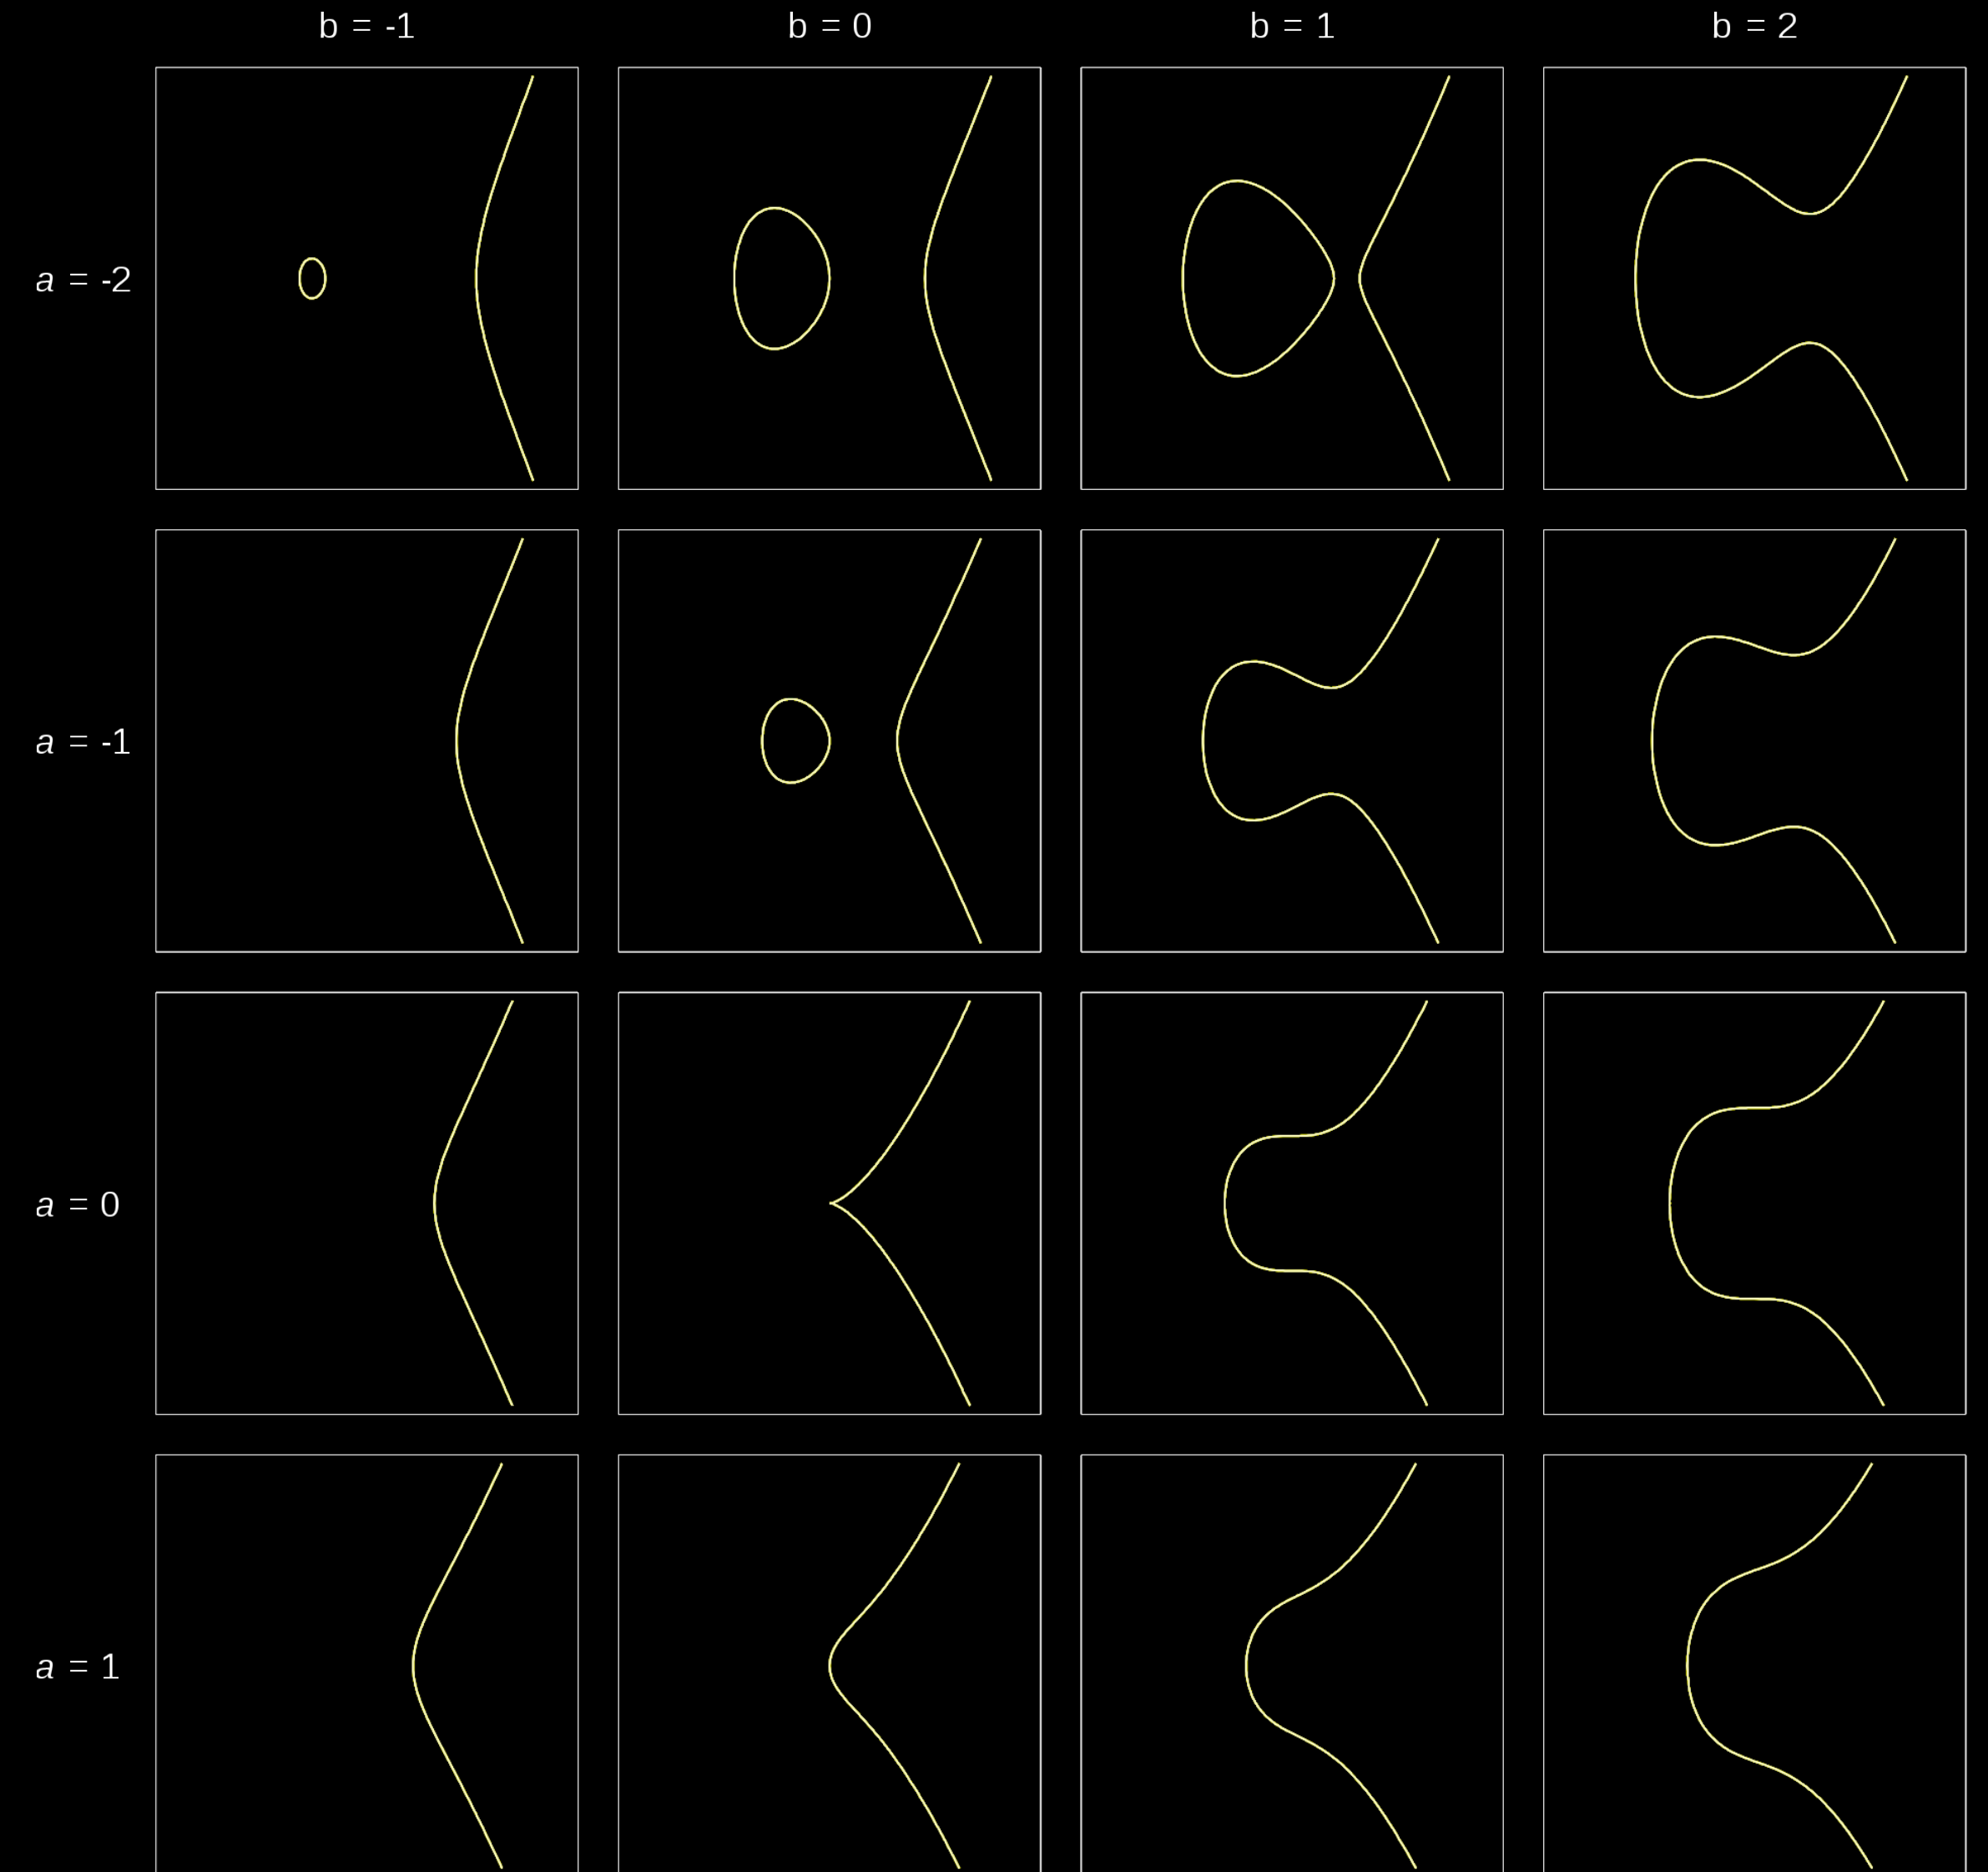 b = -1
b = 0
b = 1
b = 2
a = -2
a = -1
a = 0
a = 1